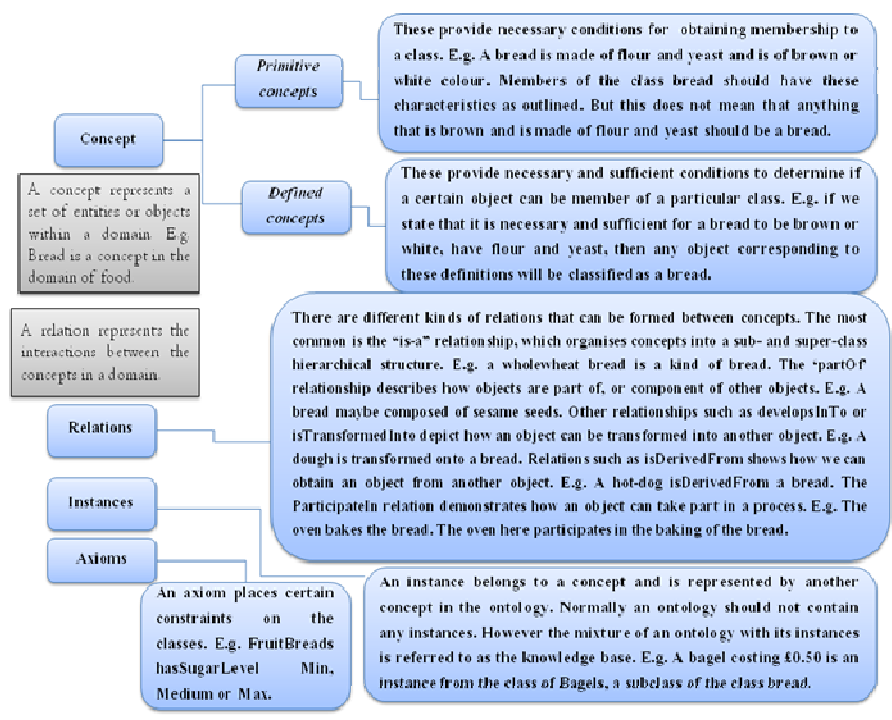 These provide necessary conditions for obtaining membership to
a class. E.g. A bread is made of flour and yeast and is of brown or
white colour. Members of the class bread should have these
characteristics as outlined. But this does not mean that anything
that is brown and is made of flour and yeast should be a bread.
Primitive
concepts
Concept
A concept represents a
set of entities or objects
within a domain. E.g.
Bread is a concept in the
domain of food.
Defined
concepts
These provide necessary and sufficient conditions to determine if
a certain object can be member of a particular class. E.g. if we
state that it is necessary and sufficient for a bread to be brown or
white, have flour and yeast, then any object corresponding to
these definitions will be classified as a bread.
A relation represents the
interactions between the
concepts in a domain.
Relations
There are different kinds of relations that can be formed between concepts. The most
common is the "is-a" relationship, which organises concepts into a sub- and super-class
hierarchical structure. E.g. a wholewheat bread is a kind of bread. The 'partOf'
relationship describes how objects are part of, or component of other objects. E.g. A
bread maybe composed of sesame seeds. Other relationships such as developsInTo or
isTransformedInto depict how an object can be transformed into another object. E.g. A
dough is transformed onto a bread. Relations such as isDerivedFrom shows how we can
obtain an object from another object. E.g. A hot-dog isDerivedFrom a bread. The
ParticipateIn relation demonstrates how an object can take part in a process. E.g. The
oven bakes the bread. The oven here participates in the baking of the bread.
Instances
Axioms
An axiom places certain
constraints on the
classes. E.g. FruitBreads
hasSugarLevel Min,
Medium or Max.
An instance belongs to a concept and is represented by another
concept in the ontology. Normally an ontology should not contain
any instances. However the mixture of an ontology with its instances
is referred to as the knowledge base. E.g. A bagel costing £0.50 is an
instance from the class of Bagels, a subclass of the class bread.